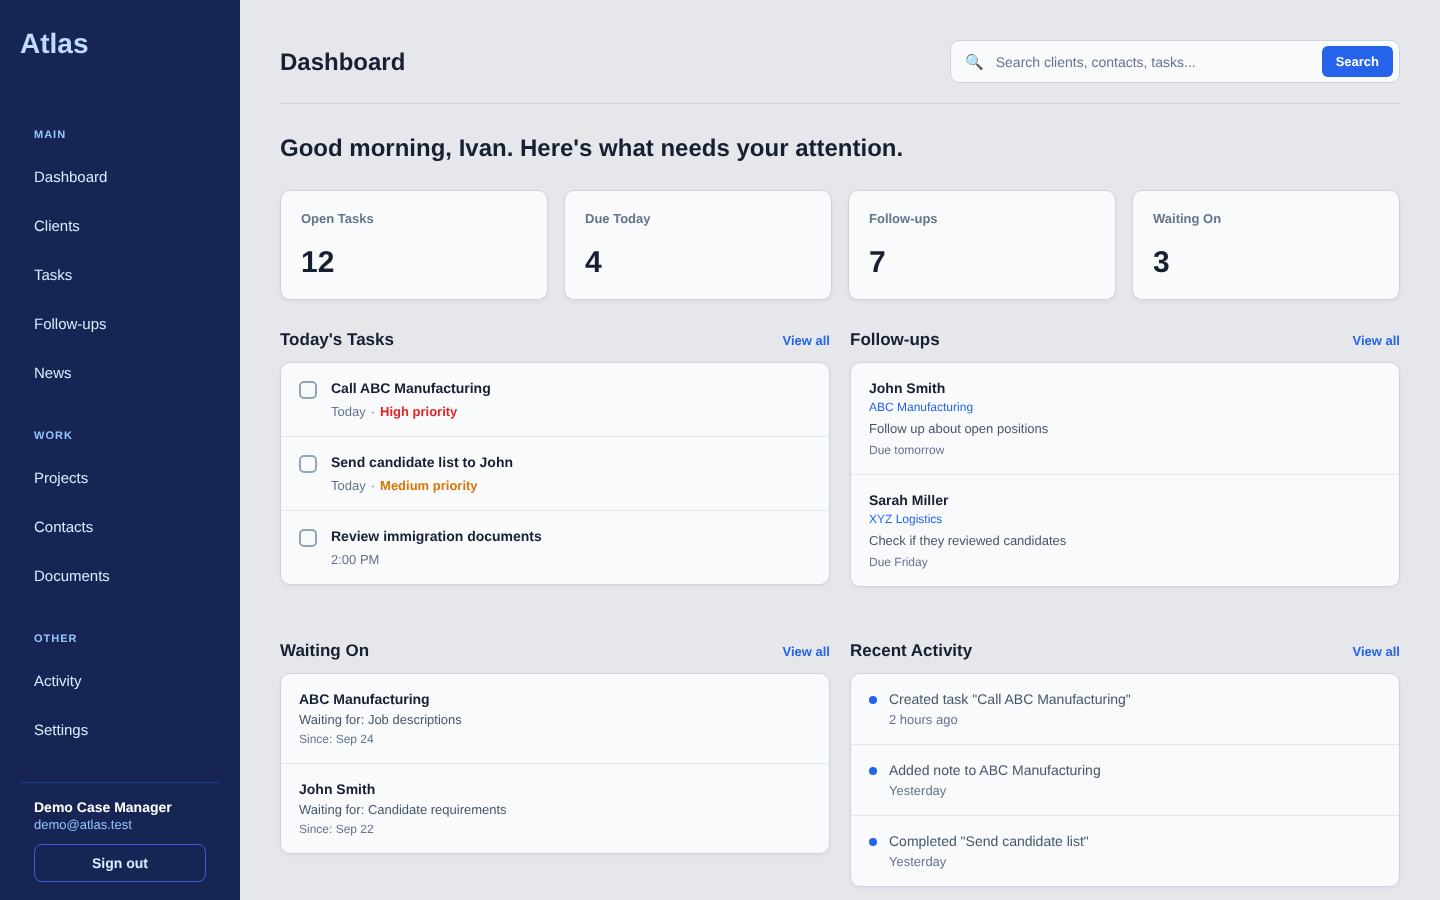 Atlas
MAIN
Dashboard
Clients
Tasks
Follow-ups
News
WORK
Projects
Contacts
Documents
OTHER
Activity
Settings
Demo Case Manager
demo@atlas.test
Sign out
Dashboard
Search clients, contacts, tasks...
Search
Good morning, Ivan. Here's what needs your attention.
Open Tasks
12
Due Today
4
Follow-ups
7
Waiting On
3
Today's Tasks
View all
Call ABC Manufacturing
Today · High priority
Send candidate list to John
Today · Medium priority
Review immigration documents
2:00 PM
Follow-ups
View all
John Smith
ABC Manufacturing
Follow up about open positions
Due tomorrow
Sarah Miller
XYZ Logistics
Check if they reviewed candidates
Due Friday
Waiting On
View all
ABC Manufacturing
Waiting for: Job descriptions
Since: Sep 24
John Smith
Waiting for: Candidate requirements
Since: Sep 22
Recent Activity
View all
Created task "Call ABC Manufacturing"
2 hours ago
Added note to ABC Manufacturing
Yesterday
Completed "Send candidate list"
Yesterday